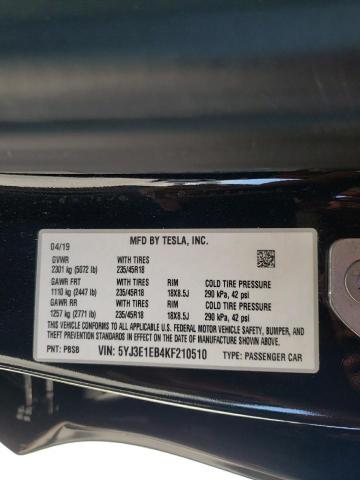 MFD BY TESLA, INC.
04/19
GVWR WITH TIRES
2301 kg (5072 lb) 235/45R18
GAWR FRT WITH TIRES RIM COLD TIRE PRESSURE
1110 kg (2447 lb) 235/45R18 18X8.5J 290 kPa, 42 psi
GAWR RR WITH TIRES RIM COLD TIRE PRESSURE
1257 kg (2771 lb) 235/45R18 18X8.5J 290 kPa, 42 psi
THIS VEHICLE CONFORMS TO ALL APPLICABLE U.S. FEDERAL MOTOR VEHICLE SAFETY, BUMPER, AND
THEFT PREVENTION STANDARDS IN EFFECT ON THE DATE OF MANUFACTURE SHOWN ABOVE.
PNT: PBSB VIN: 5YJ3E1EB4KF210510 TYPE: PASSENGER CAR